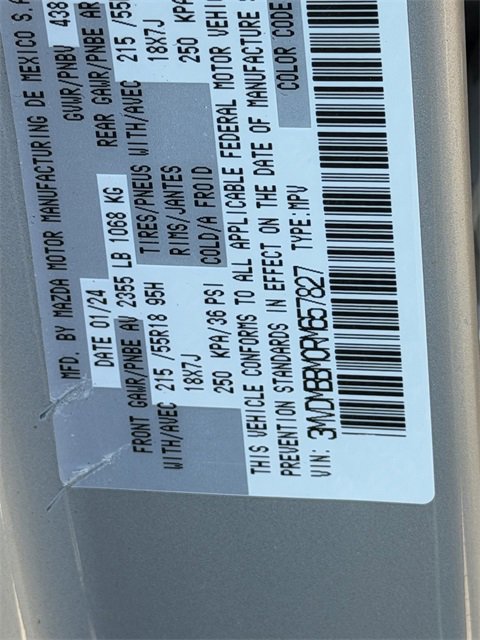 MFD. BY MAZDA MOTOR MANUFACTURING DE MEXICO S.A
DATE 01/24 GVWR/PNBV 438
FRONT GAWR/PNBE AV 2355 LB 1068 KG REAR GAWR/PNBE AR
WITH/AVEC 215 /55R18 95H TIRES/PNEUS WITH/AVEC 215 /55
18X7J RIMS/JANTES 18X7J
250 KPA/36 PSI COLD/A FROID 250 KPA
THIS VEHICLE CONFORMS TO ALL APPLICABLE FEDERAL MOTOR VEHI
PREVENTION STANDARDS IN EFFECT ON THE DATE OF MANUFACTURE S
VIN: 3MVDMBBM0RM657827 TYPE:MPV COLOR CODE